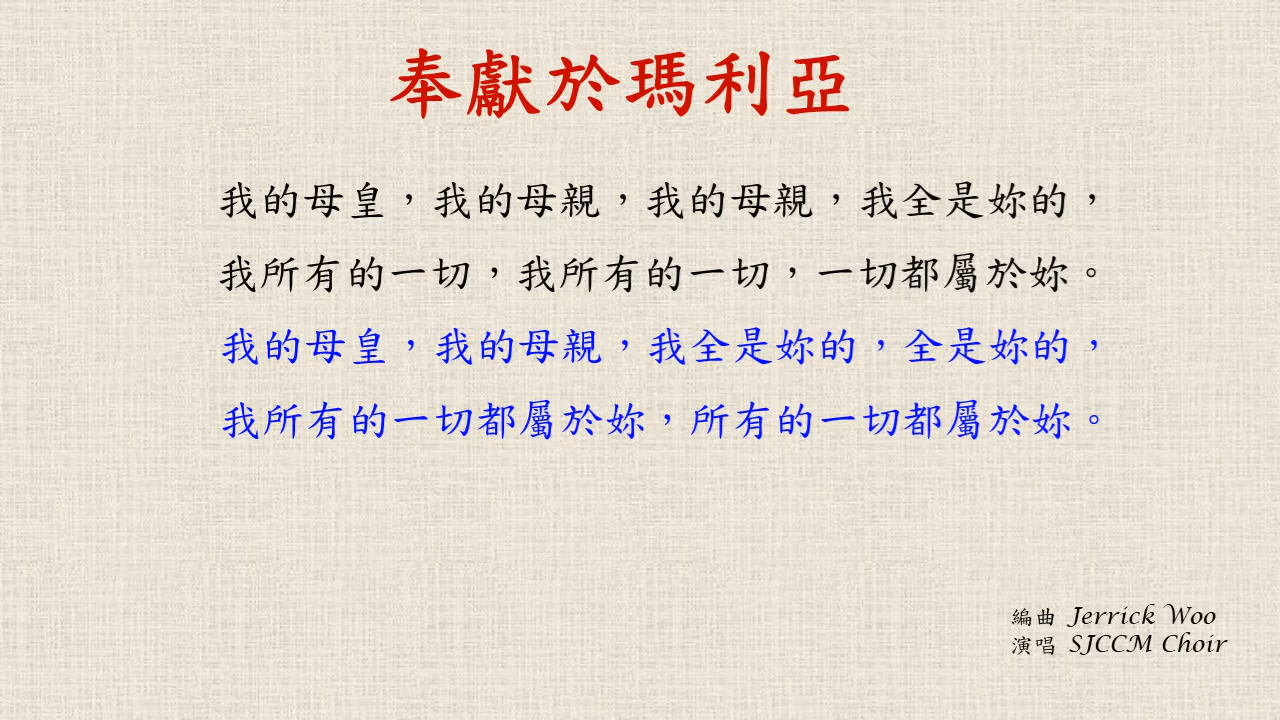 奉獻於瑪利亞
我的母皇，我的母親，我的母親，我全是妳的，
我所有的一切，我所有的一切，一切都屬於妳。
我的母皇，我的母親，我全是妳的，全是妳的，
我所有的一切都屬於妳，所有的一切都屬於妳。
編曲 Jerrick Woo
演唱 SJCCM Choir